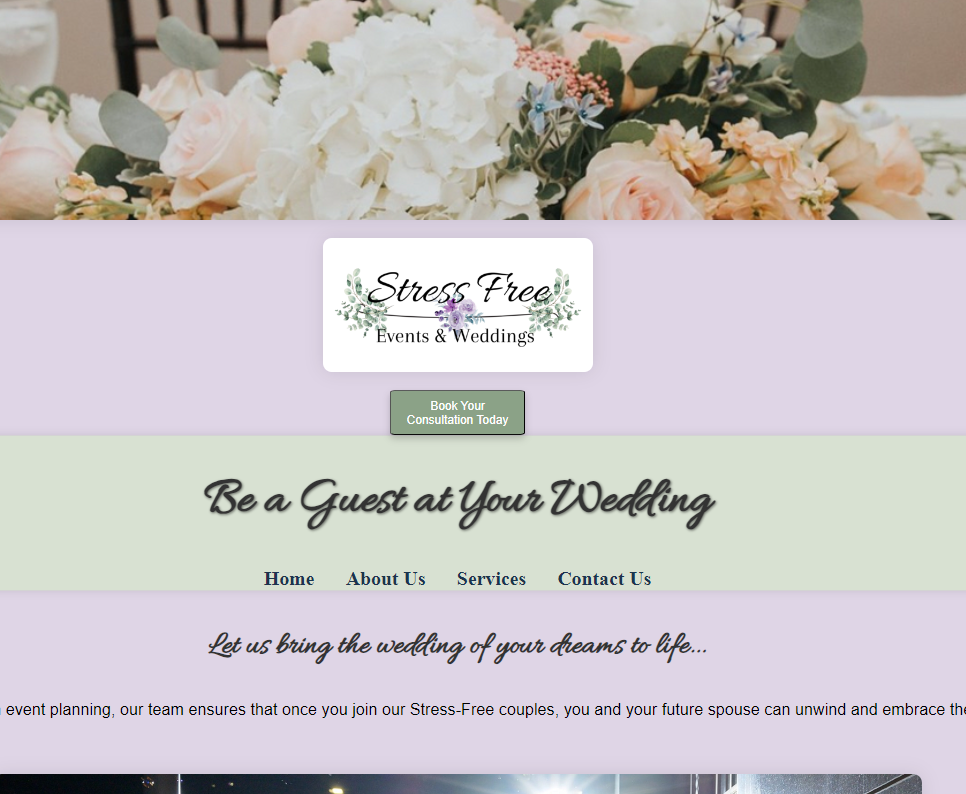 Stress Free
Events & Weddings
Book Your
Consultation Today
Be a Guest at Your Wedding
Home About Us Services Contact Us
Let us bring the wedding of your dreams to life...
event planning, our team ensures that once you join our Stress-Free couples, you and your future spouse can unwind and embrace the